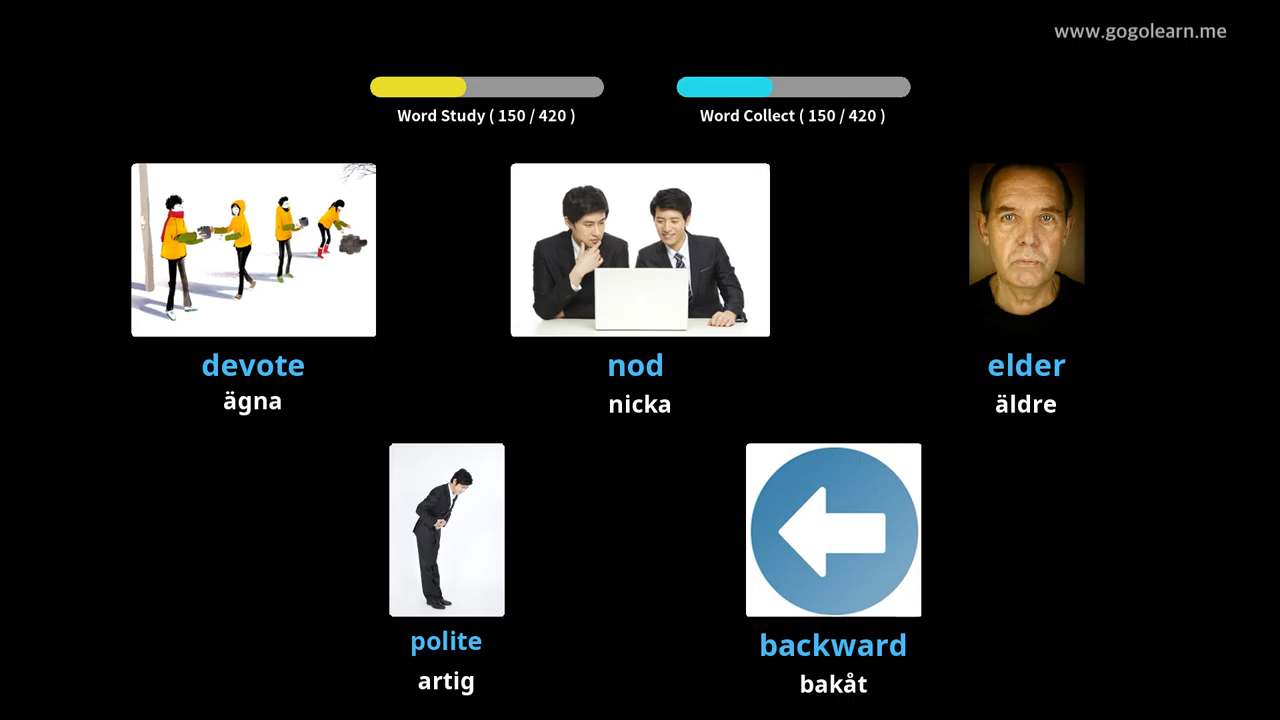 www.gogolearn.me
Word Study ( 150 / 420 )
Word Collect ( 150 / 420 )
devote
ägna
nod
nicka
elder
äldre
polite
artig
backward
bakåt